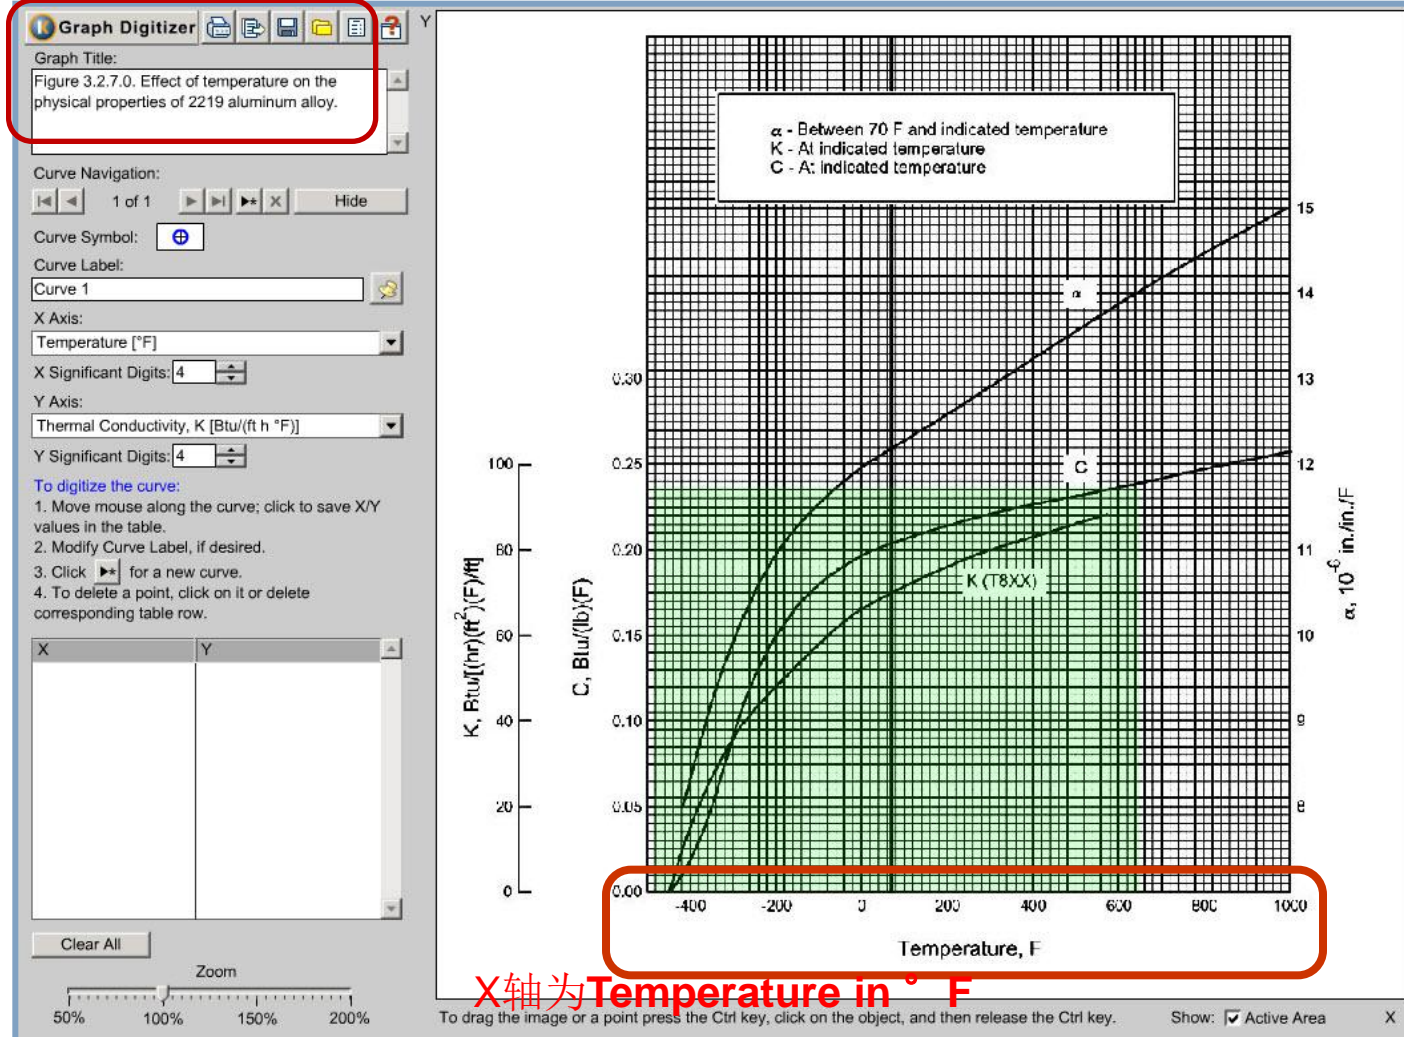 Graph Digitizer
Graph Title:
Figure 3.2.7.0. Effect of temperature on the
physical properties of 2219 aluminum alloy.
Curve Navigation:
1 of 1
Hide
Curve Symbol:
Curve Label:
Curve 1
X Axis:
Temperature [°F]
X Significant Digits: 4
Y Axis:
Thermal Conductivity, K [Btu/(ft h °F)]
Y Significant Digits: 4
To digitize the curve:
1. Move mouse along the curve; click to save X/Y
values in the table.
2. Modify Curve Label, if desired.
3. Click for a new curve.
4. To delete a point, click on it or delete
corresponding table row.
X Y
Clear All
Zoom
50% 100% 150% 200%
Y
α - Between 70 F and indicated temperature
K - At indicated temperature
C - At indicated temperature
α
C
K (T8XX)
K, Btu/[(hr)(ft²)(F)/ft]
100
80
60
40
20
0
C, Btu/(lb)(F)
0.30
0.25
0.20
0.15
0.10
0.05
0.00
15
14
13
12
11
10
9
8
α, 10⁻⁶ in./in./F
-400 -200 0 200 400 600 800 1000
Temperature, F
X轴为Temperature in °F
To drag the image or a point press the Ctrl key, click on the object, and then release the Ctrl key.
Show: Active Area
X